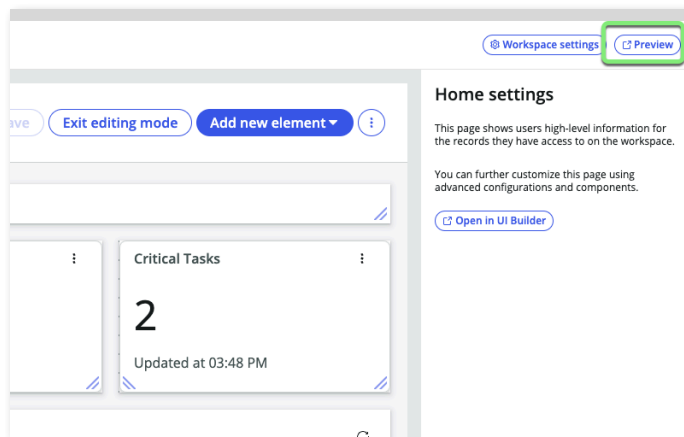 Workspace settings
Preview
Home settings
Exit editing mode
Add new element
This page shows users high-level information for
the records they have access to on the workspace.
You can further customize this page using
advanced configurations and components.
Open in UI Builder
Critical Tasks
2
Updated at 03:48 PM